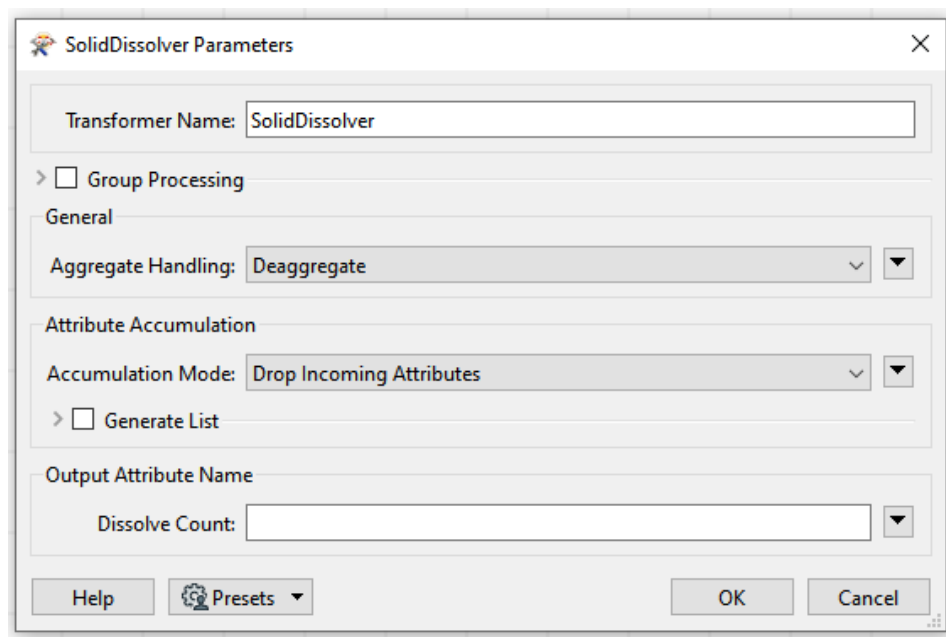 SolidDissolver Parameters
Transformer Name: SolidDissolver
Group Processing
General
Aggregate Handling: Deaggregate
Attribute Accumulation
Accumulation Mode: Drop Incoming Attributes
Generate List
Output Attribute Name
Dissolve Count:
Help Presets OK Cancel